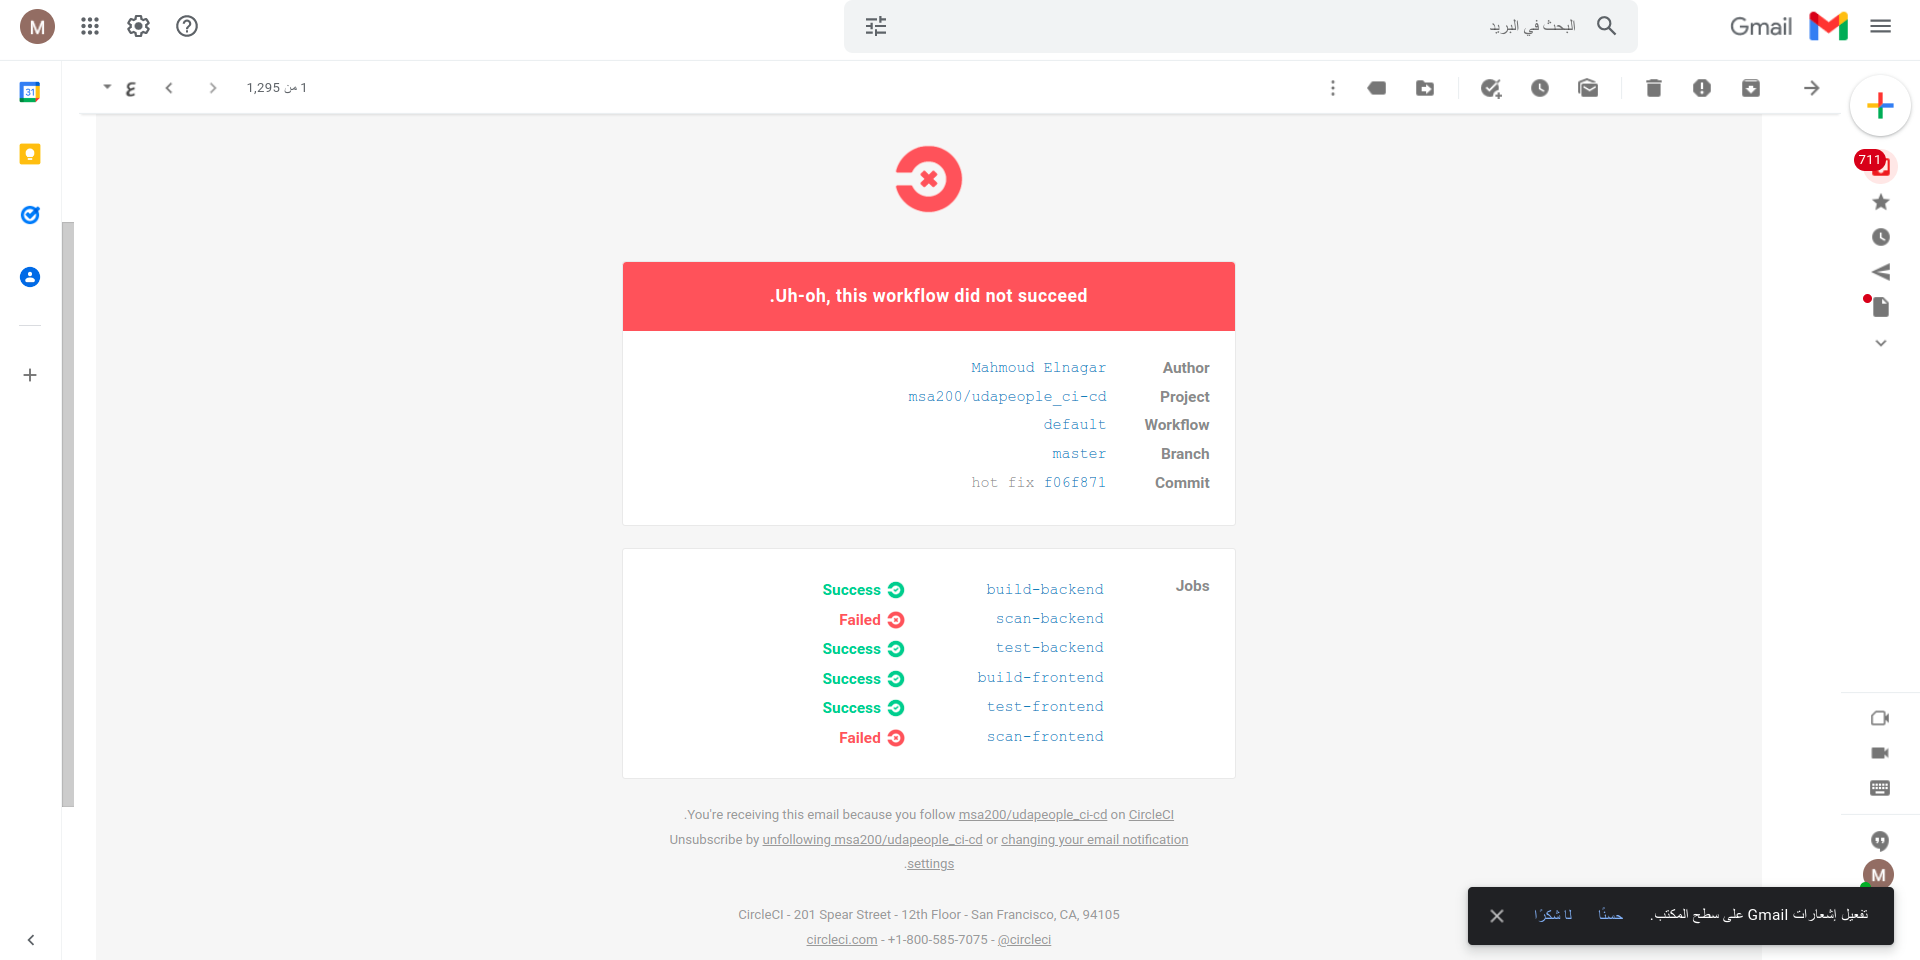 Gmail
البحث في البريد
M
1 من 1,295
ع
31
711
.Uh-oh, this workflow did not succeed
Author Mahmoud Elnagar
Project msa200/udapeople_ci-cd
Workflow default
Branch master
Commit f06f871 hot fix
Jobs
build-backend Success
scan-backend Failed
test-backend Success
build-frontend Success
test-frontend Success
scan-frontend Failed
.You're receiving this email because you follow msa200/udapeople_ci-cd on CircleCI
Unsubscribe by unfollowing msa200/udapeople_ci-cd or changing your email notification
.settings
CircleCI - 201 Spear Street - 12th Floor - San Francisco, CA, 94105
circleci.com - +1-800-585-7075 - @circleci
M
تفعيل إشعارات Gmail على سطح المكتب. حسنًا لا شكرًا